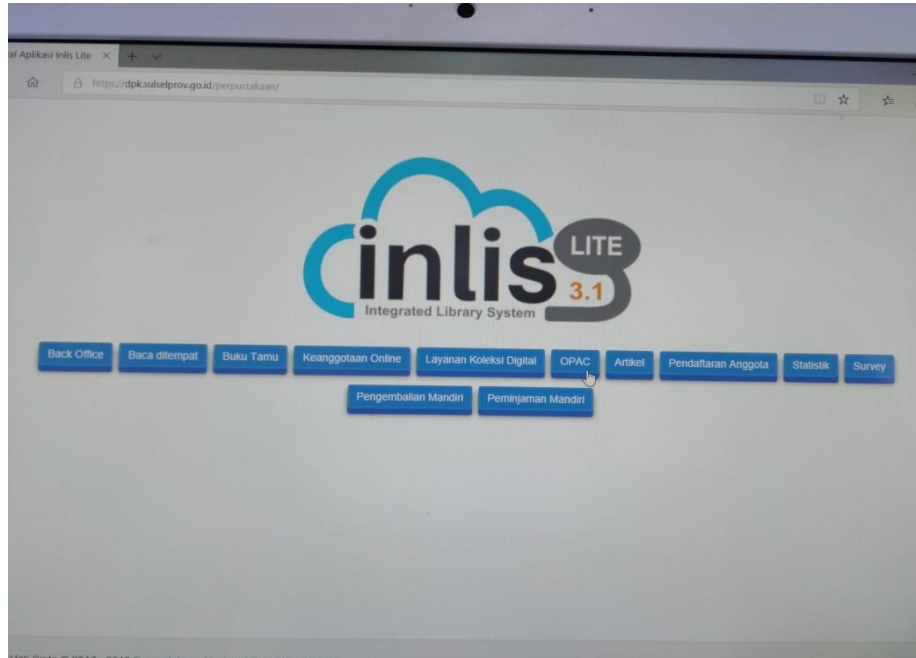 al Aplikasi Inlis Lite
https://dpk.sulselprov.go.id/perpustakaan/
inlis LITE
3.1
Integrated Library System
Back Office Baca ditempat Buku Tamu Keanggotaan Online Layanan Koleksi Digital OPAC Artikel Pendaftaran Anggota Statistik Survey
Pengembalian Mandiri Peminjaman Mandiri